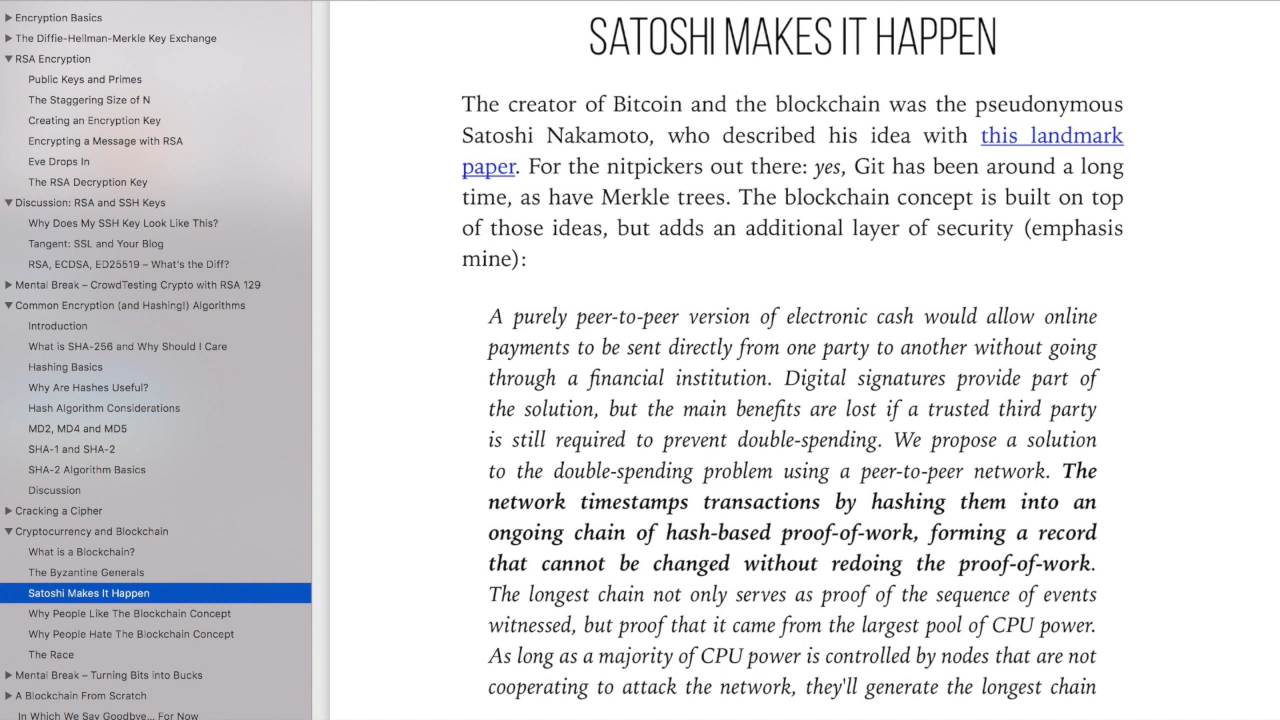 Encryption Basics
The Diffie-Hellman-Merkle Key Exchange
RSA Encryption
Public Keys and Primes
The Staggering Size of N
Creating an Encryption Key
Encrypting a Message with RSA
Eve Drops In
The RSA Decryption Key
Discussion: RSA and SSH Keys
Why Does My SSH Key Look Like This?
Tangent: SSL and Your Blog
RSA, ECDSA, ED25519 – What's the Diff?
Mental Break – CrowdTesting Crypto with RSA 129
Common Encryption (and Hashing!) Algorithms
Introduction
What is SHA-256 and Why Should I Care
Hashing Basics
Why Are Hashes Useful?
Hash Algorithm Considerations
MD2, MD4 and MD5
SHA-1 and SHA-2
SHA-2 Algorithm Basics
Discussion
Cracking a Cipher
Cryptocurrency and Blockchain
What is a Blockchain?
The Byzantine Generals
Satoshi Makes It Happen
Why People Like The Blockchain Concept
Why People Hate The Blockchain Concept
The Race
Mental Break – Turning Bits into Bucks
A Blockchain From Scratch
In Which We Say Goodbye... For Now
SATOSHI MAKES IT HAPPEN
The creator of Bitcoin and the blockchain was the pseudonymous
Satoshi Nakamoto, who described his idea with this landmark
paper. For the nitpickers out there: yes, Git has been around a long
time, as have Merkle trees. The blockchain concept is built on top
of those ideas, but adds an additional layer of security (emphasis
mine):
A purely peer-to-peer version of electronic cash would allow online
payments to be sent directly from one party to another without going
through a financial institution. Digital signatures provide part of
the solution, but the main benefits are lost if a trusted third party
is still required to prevent double-spending. We propose a solution
to the double-spending problem using a peer-to-peer network. The
network timestamps transactions by hashing them into an
ongoing chain of hash-based proof-of-work, forming a record
that cannot be changed without redoing the proof-of-work.
The longest chain not only serves as proof of the sequence of events
witnessed, but proof that it came from the largest pool of CPU power.
As long as a majority of CPU power is controlled by nodes that are not
cooperating to attack the network, they'll generate the longest chain